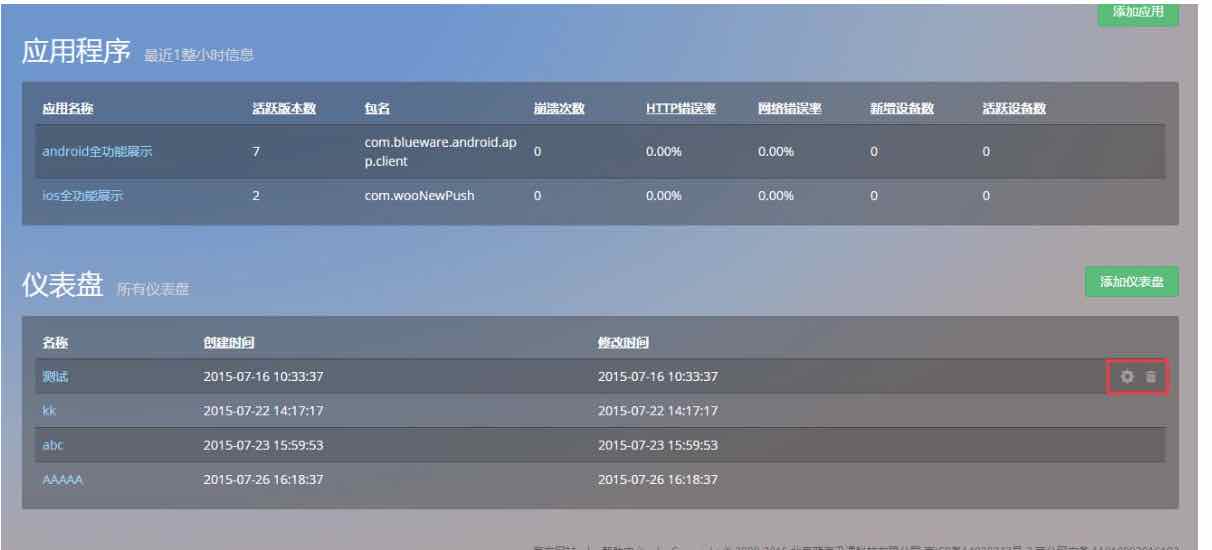 添加应用
应用程序 最近1整小时信息
应用名称 活跃版本数 包名 崩溃次数 HTTP错误率 网络错误率 新增设备数 活跃设备数
android全功能展示 7 com.blueware.android.ap 0 0.00% 0.00% 0 0
p.client
ios全功能展示 2 com.wooNewPush 0 0.00% 0.00% 0 0
仪表盘 所有仪表盘 添加仪表盘
名称 创建时间 修改时间
测试 2015-07-16 10:33:37 2015-07-16 10:33:37
kk 2015-07-22 14:17:17 2015-07-22 14:17:17
abc 2015-07-23 15:59:53 2015-07-23 15:59:53
AAAAA 2015-07-26 16:18:37 2015-07-26 16:18:37